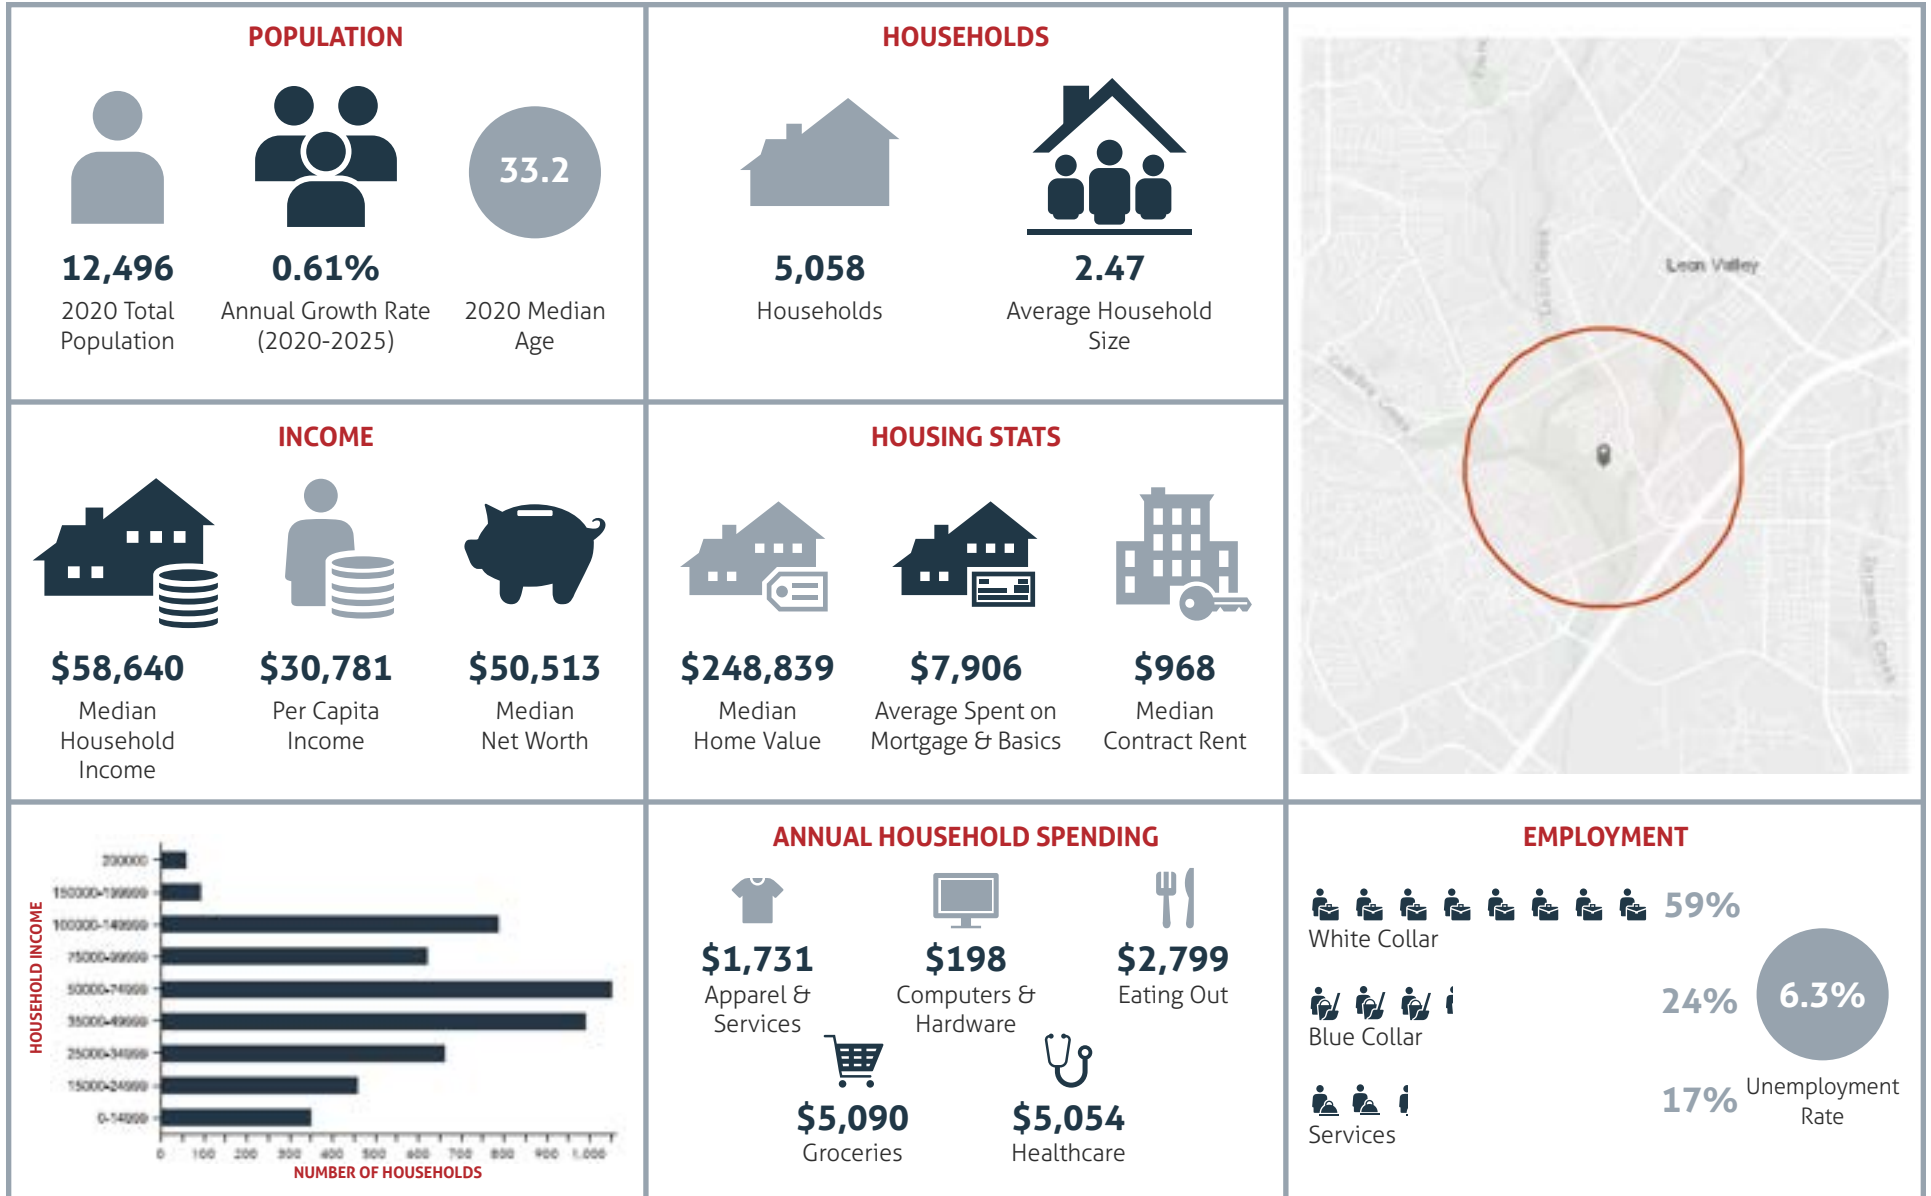 POPULATION
33.2
12,496
0.61%
2020 Total
Population
Annual Growth Rate
(2020-2025)
2020 Median
Age
HOUSEHOLDS
5,058
Households
2.47
Average Household
Size
Leon Valley
Leon Creek
INCOME
$58,640
Median
Household
Income
$30,781
Per Capita
Income
$50,513
Median
Net Worth
HOUSING STATS
$248,839
Median
Home Value
$7,906
Average Spent on
Mortgage & Basics
$968
Median
Contract Rent
HOUSEHOLD INCOME
200000
150000-199999
100000-149999
75000-99999
50000-74999
35000-49999
25000-34999
15000-24999
0-14999
0 100 200 300 400 500 600 700 800 900 1,000
NUMBER OF HOUSEHOLDS
ANNUAL HOUSEHOLD SPENDING
$1,731
Apparel &
Services
$198
Computers &
Hardware
$2,799
Eating Out
$5,090
Groceries
$5,054
Healthcare
EMPLOYMENT
59%
White Collar
24%
Blue Collar
17%
Services
6.3%
Unemployment
Rate